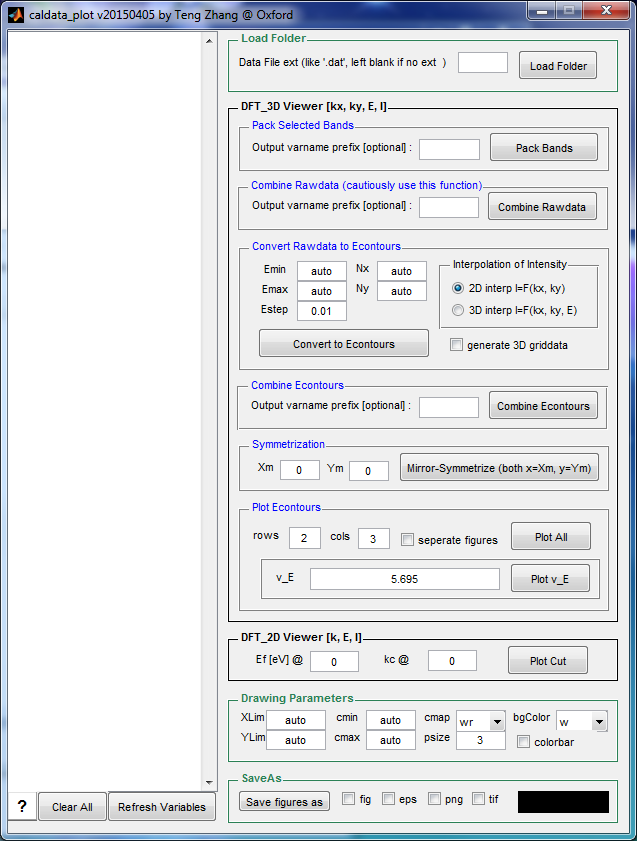 caldata_plot v20150405 by Teng Zhang @ Oxford
Load Folder
Data File ext (like '.dat', left blank if no ext )
Load Folder
DFT_3D Viewer [kx, ky, E, I]
Pack Selected Bands
Output varname prefix [optional] :
Pack Bands
Combine Rawdata (cautiously use this function)
Output varname prefix [optional] :
Combine Rawdata
Convert Rawdata to Econtours
Emin auto Nx auto
Emax auto Ny auto
Estep 0.01
Interpolation of Intensity
2D interp I=F(kx, ky)
3D interp I=F(kx, ky, E)
Convert to Econtours
generate 3D griddata
Combine Econtours
Output varname prefix [optional] :
Combine Econtours
Symmetrization
Xm 0 Ym 0 Mirror-Symmetrize (both x=Xm, y=Ym)
Plot Econtours
rows 2 cols 3 seperate figures Plot All
v_E 5.695 Plot v_E
DFT_2D Viewer [k, E, I]
Ef [eV] @ 0 kc @ 0 Plot Cut
Drawing Parameters
XLim auto cmin auto cmap wr bgColor w
YLim auto cmax auto psize 3 colorbar
SaveAs
Save figures as fig eps png tif
? Clear All Refresh Variables